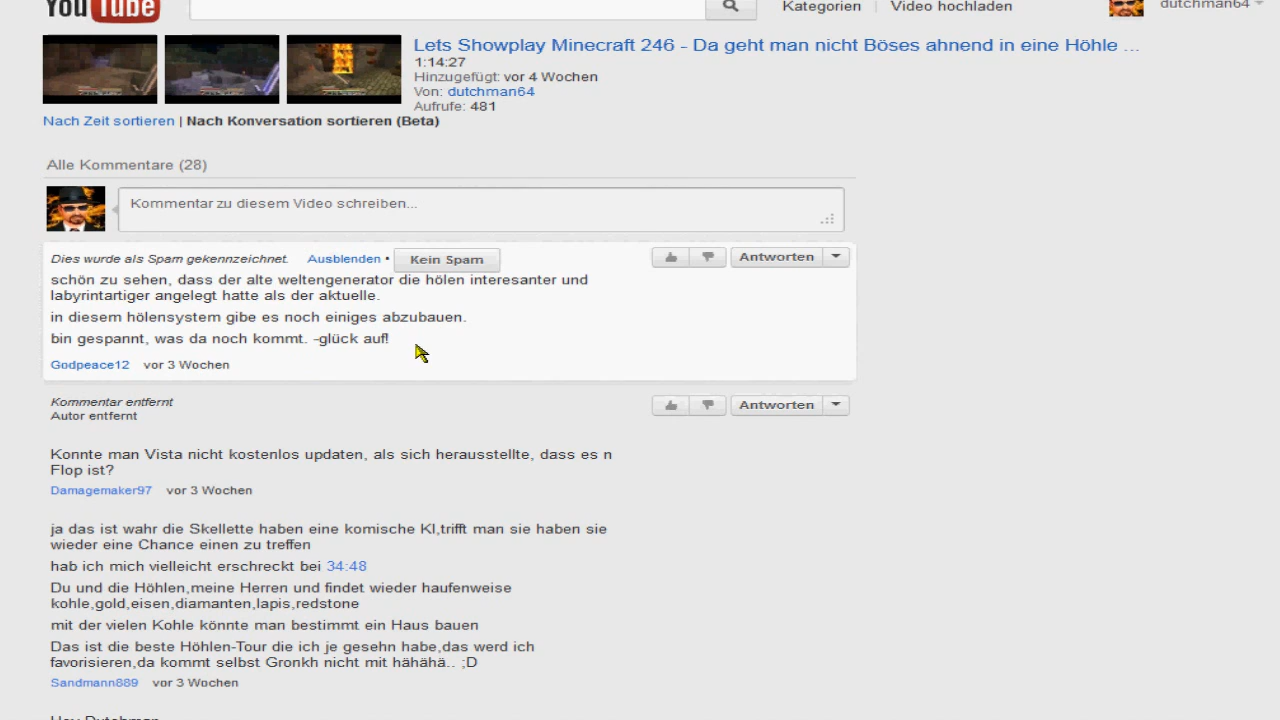 YouTube
Kategorien | Video hochladen
dutchman64
Lets Showplay Minecraft 246 - Da geht man nicht Böses ahnend in eine Höhle ...
1:14:27
Hinzugefügt: vor 4 Wochen
Von: dutchman64
Aufrufe: 481
Nach Zeit sortieren | Nach Konversation sortieren (Beta)
Alle Kommentare (28)
Kommentar zu diesem Video schreiben...
Dies wurde als Spam gekennzeichnet. Ausblenden • Kein Spam
Antworten
schön zu sehen, dass der alte weltengenerator die hölen interesanter und
labyrintartiger angelegt hatte als der aktuelle.
in diesem hölensystem gibe es noch einiges abzubauen.
bin gespannt, was da noch kommt. -glück auf!
Godpeace12 vor 3 Wochen
Kommentar entfernt
Autor entfernt
Antworten
Konnte man Vista nicht kostenlos updaten, als sich herausstellte, dass es n
Flop ist?
Damagemaker97 vor 3 Wochen
ja das ist wahr die Skellette haben eine komische KI,trifft man sie haben sie
wieder eine Chance einen zu treffen
hab ich mich vielleicht erschreckt bei 34:48
Du und die Höhlen,meine Herren und findet wieder haufenweise
kohle,gold,eisen,diamanten,lapis,redstone
mit der vielen Kohle könnte man bestimmt ein Haus bauen
Das ist die beste Höhlen-Tour die ich je gesehn habe,das werd ich
favorisieren,da kommt selbst Gronkh nicht mit hähähä.. ;D
Sandmann889 vor 3 Wochen
Hey Dutchman